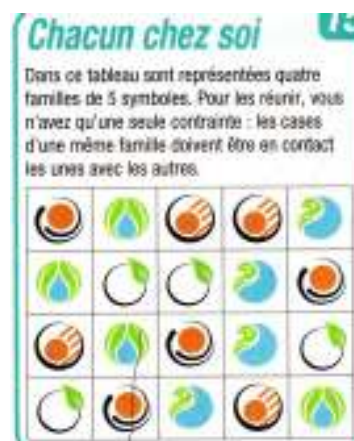 Chacun chez soi
75
Dans ce tableau sont représentées quatre
familles de 5 symboles. Pour les réunir, vous
n'avez qu'une seule contrainte : les cases
d'une même famille doivent être en contact
les unes avec les autres.